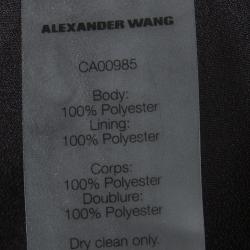 ALEXANDER WANG
CA00985
Body:
100% Polyester
Lining:
100% Polyester
Corps:
100% Polyester
Doublure:
100% Polyester
Dry clean only.